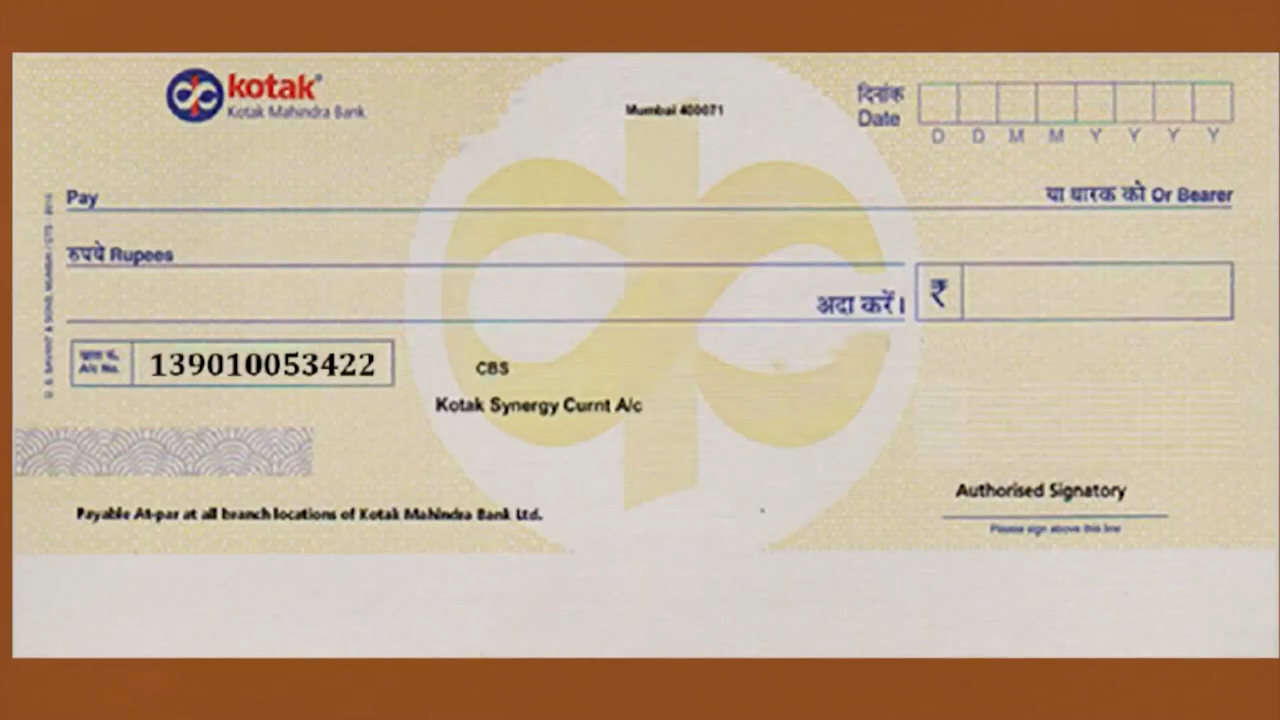 kotak®
Kotak Mahindra Bank
Mumbai 400071
दिनांक
Date
D D M M Y Y Y Y
Pay
या धारक को Or Bearer
रुपये Rupees
अदा करें।
₹
खाता सं.
A/c No.
139010053422
CBS
Kotak Synergy Curnt A/c
Authorised Signatory
Payable At-par at all branch locations of Kotak Mahindra Bank Ltd.
Please sign above this line